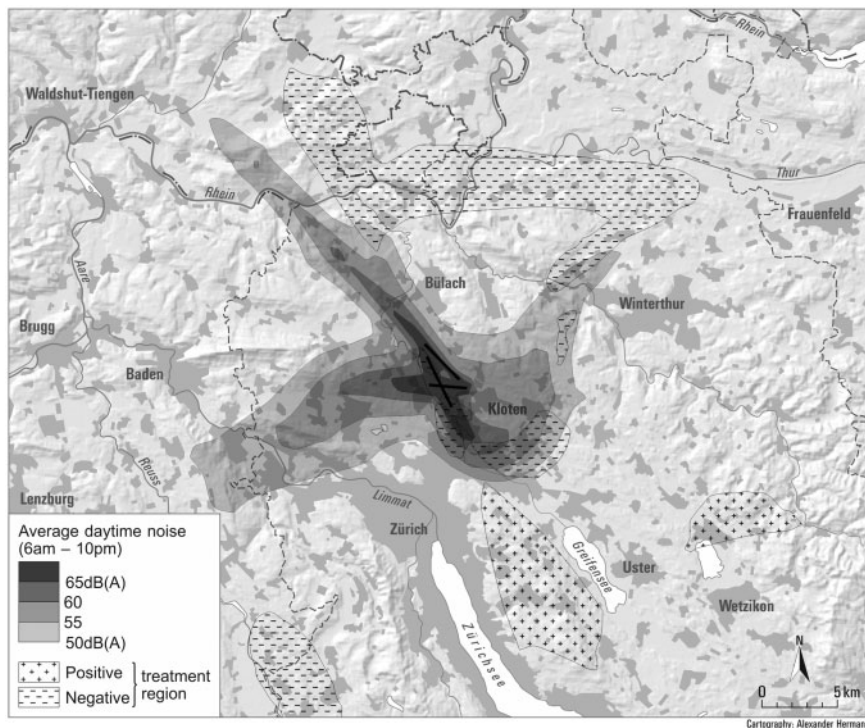 Rhein
Rhein
Waldshut-Tiengen
Thur
Rhein
Frauenfeld
Aare
Bülach
Winterthur
Brugg
Baden
Kloten
Reuss
Lenzburg
Limmat
Zürich
Greifensee
Uster
Wetzikon
Zürichsee
Average daytime noise
(6am – 10pm)
65dB(A)
60
55
50dB(A)
Positive
Negative
treatment
region
N
0 5 km
Cartography: Alexander Herman